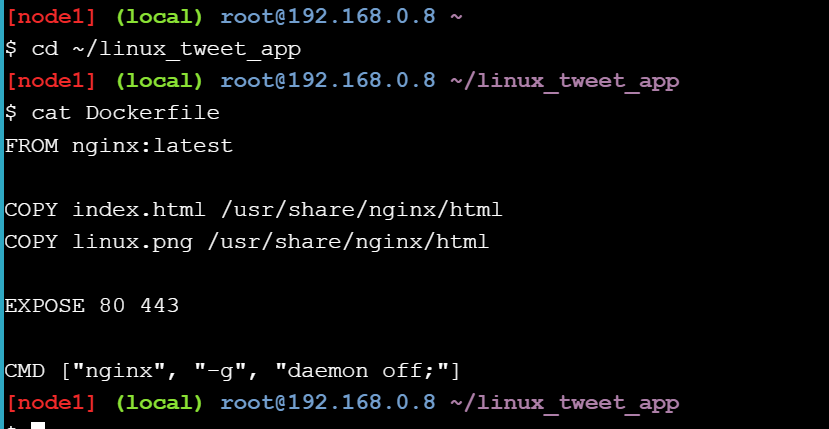 [node1] (local) root@192.168.0.8 ~
$ cd ~/linux_tweet_app
[node1] (local) root@192.168.0.8 ~/linux_tweet_app
$ cat Dockerfile
FROM nginx:latest
COPY index.html /usr/share/nginx/html
COPY linux.png /usr/share/nginx/html
EXPOSE 80 443
CMD ["nginx", "-g", "daemon off;"]
[node1] (local) root@192.168.0.8 ~/linux_tweet_app
$